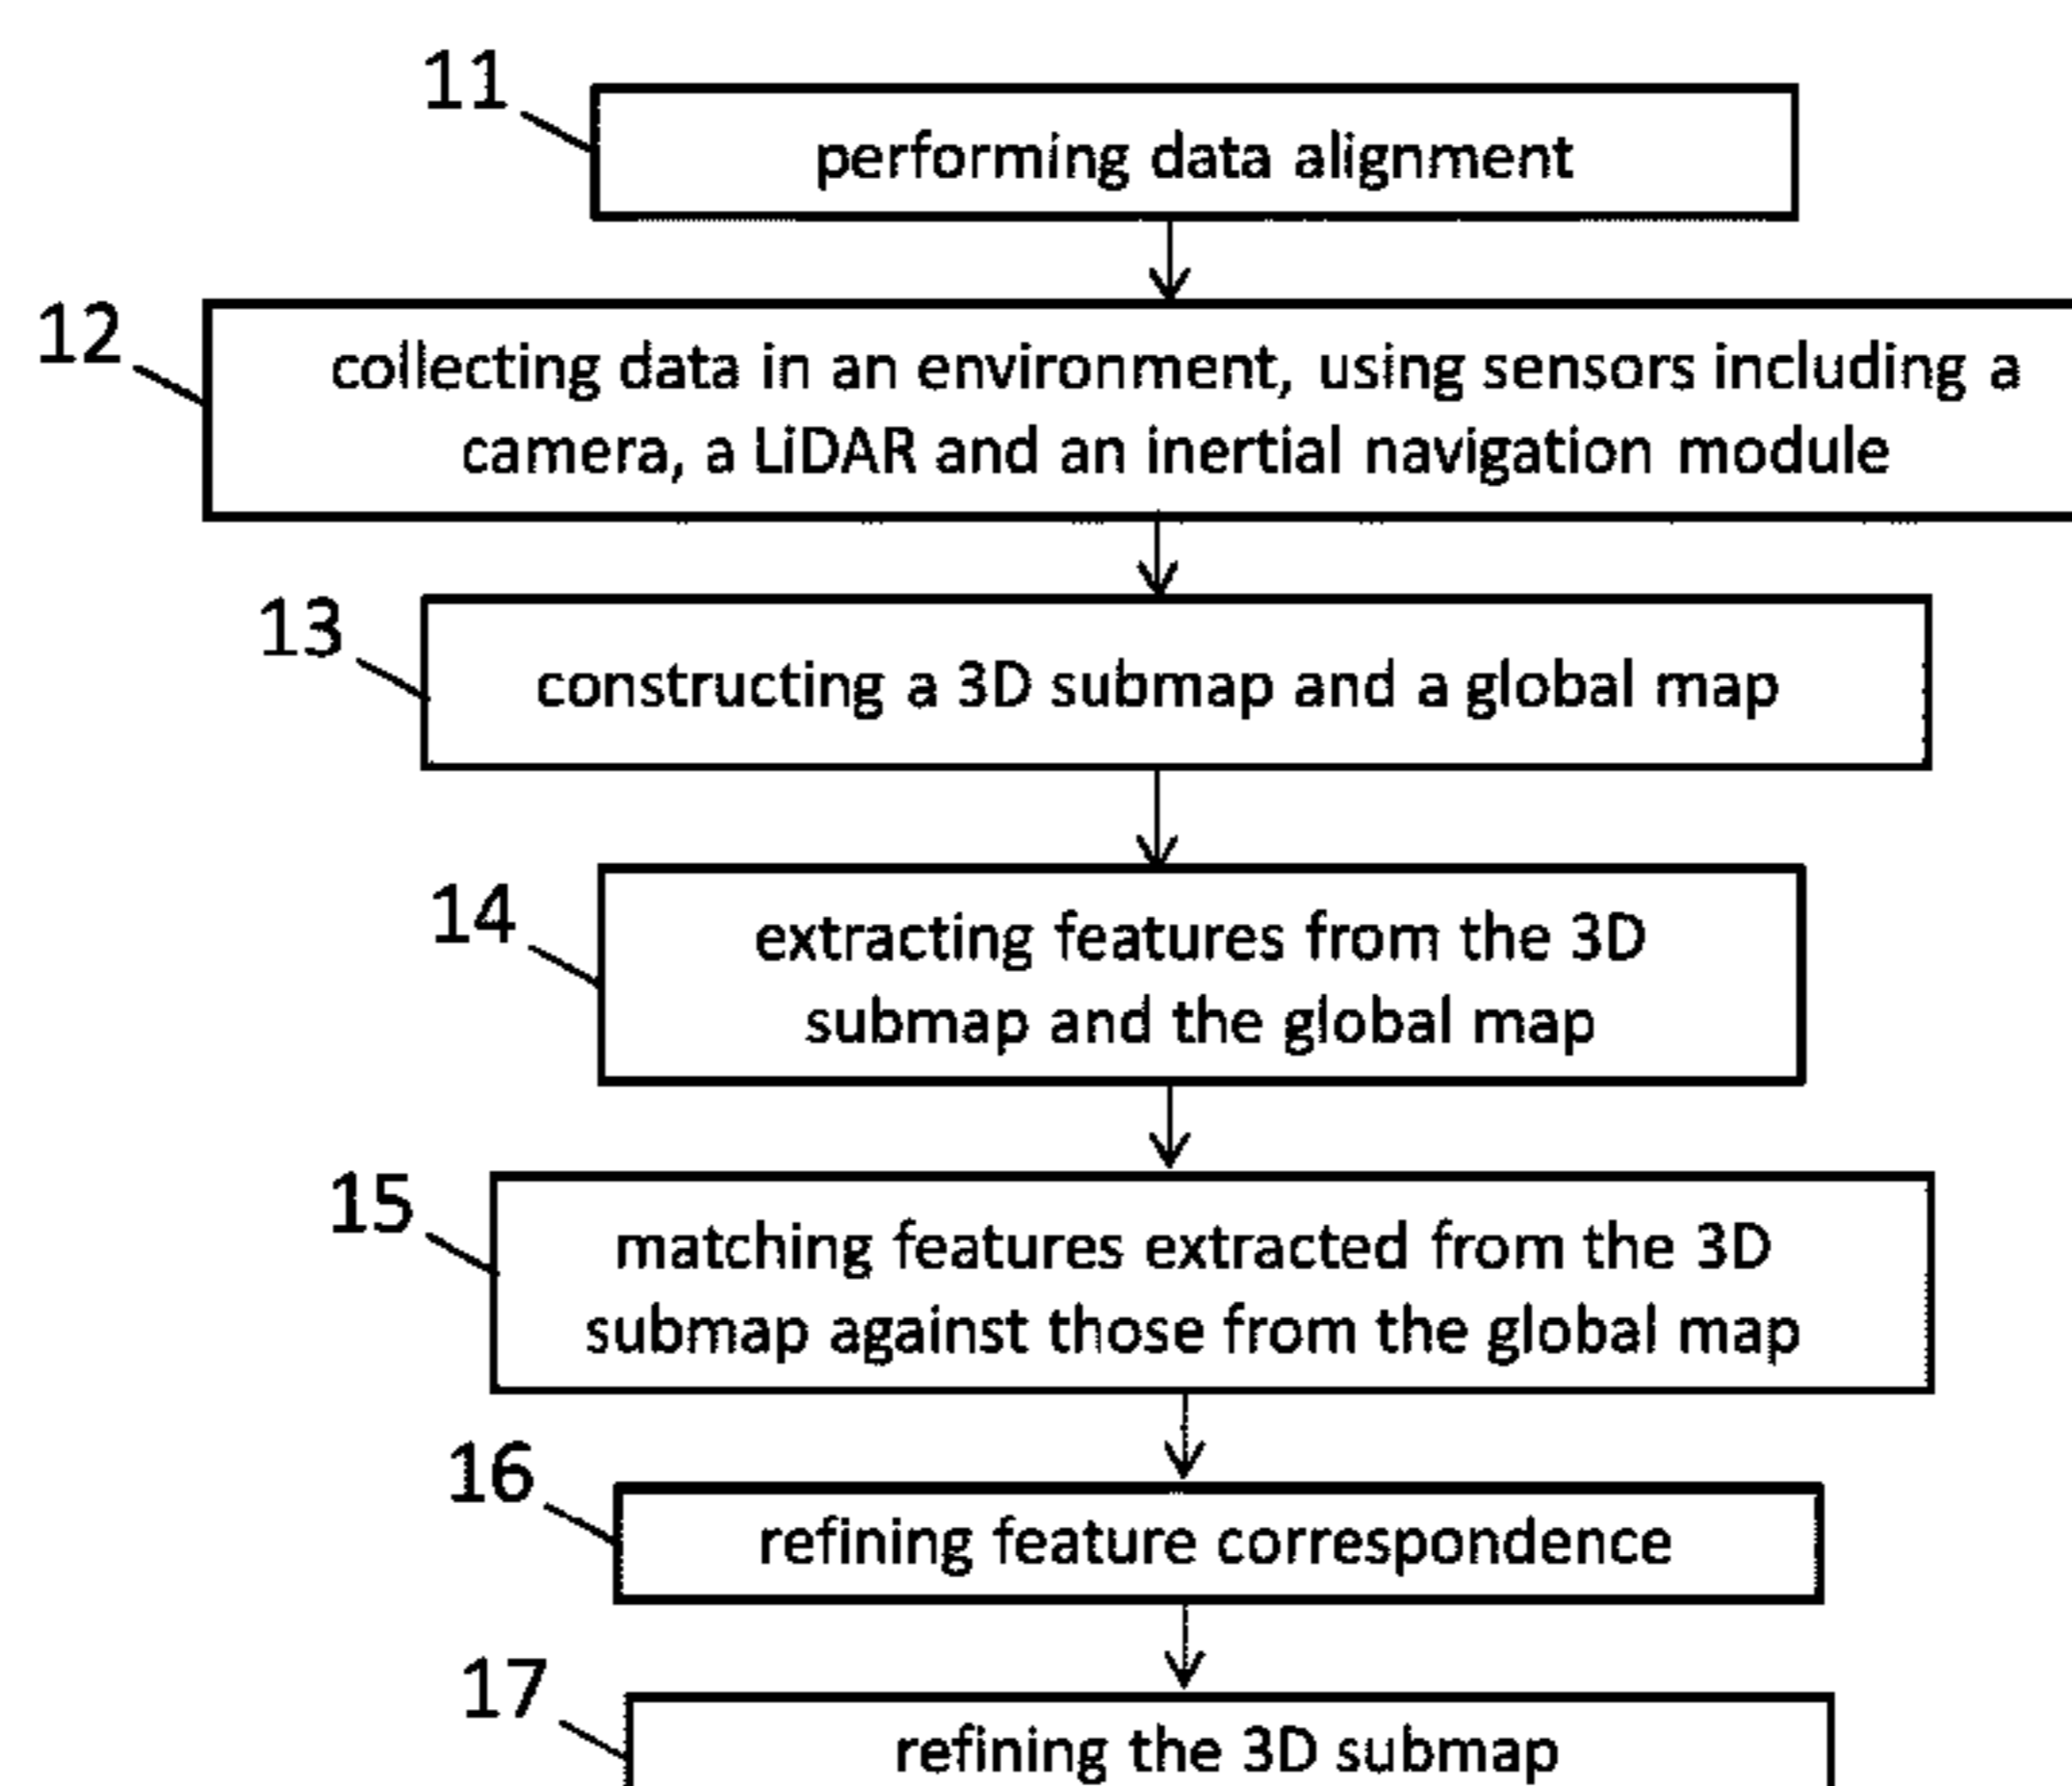 11
performing data alignment
12
collecting data in an environment, using sensors including a
camera, a LiDAR and an inertial navigation module
13
constructing a 3D submap and a global map
14
extracting features from the 3D
submap and the global map
15
matching features extracted from the 3D
submap against those from the global map
16
refining feature correspondence
17
refining the 3D submap